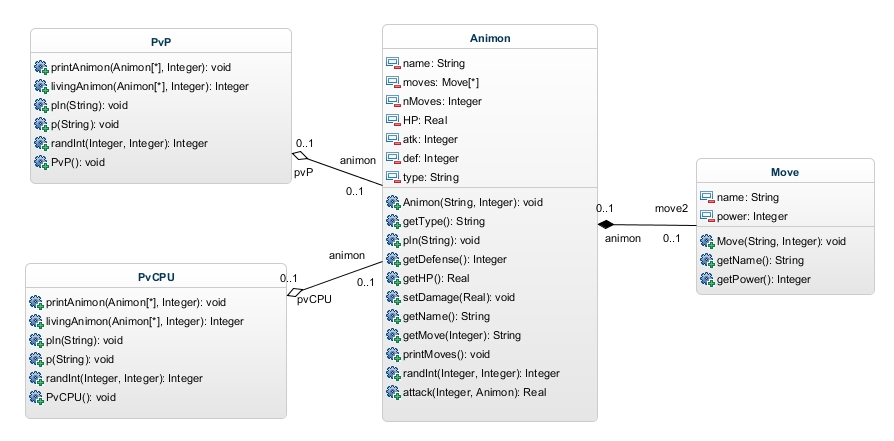 PvP
printAnimon(Animon[*], Integer): void
livingAnimon(Animon[*], Integer): Integer
pln(String): void
p(String): void
randInt(Integer, Integer): Integer
PvP(): void
0..1
pvP
animon
0..1
Animon
name: String
moves: Move[*]
nMoves: Integer
HP: Real
atk: Integer
def: Integer
type: String
Animon(String, Integer): void
getType(): String
pln(String): void
getDefense(): Integer
getHP(): Real
setDamage(Real): void
getName(): String
getMove(Integer): String
printMoves(): void
randInt(Integer, Integer): Integer
attack(Integer, Animon): Real
0..1
animon
move2
0..1
Move
name: String
power: Integer
Move(String, Integer): void
getName(): String
getPower(): Integer
PvCPU
printAnimon(Animon[*], Integer): void
livingAnimon(Animon[*], Integer): Integer
pln(String): void
p(String): void
randInt(Integer, Integer): Integer
PvCPU(): void
0..1
pvCPU
animon
0..1